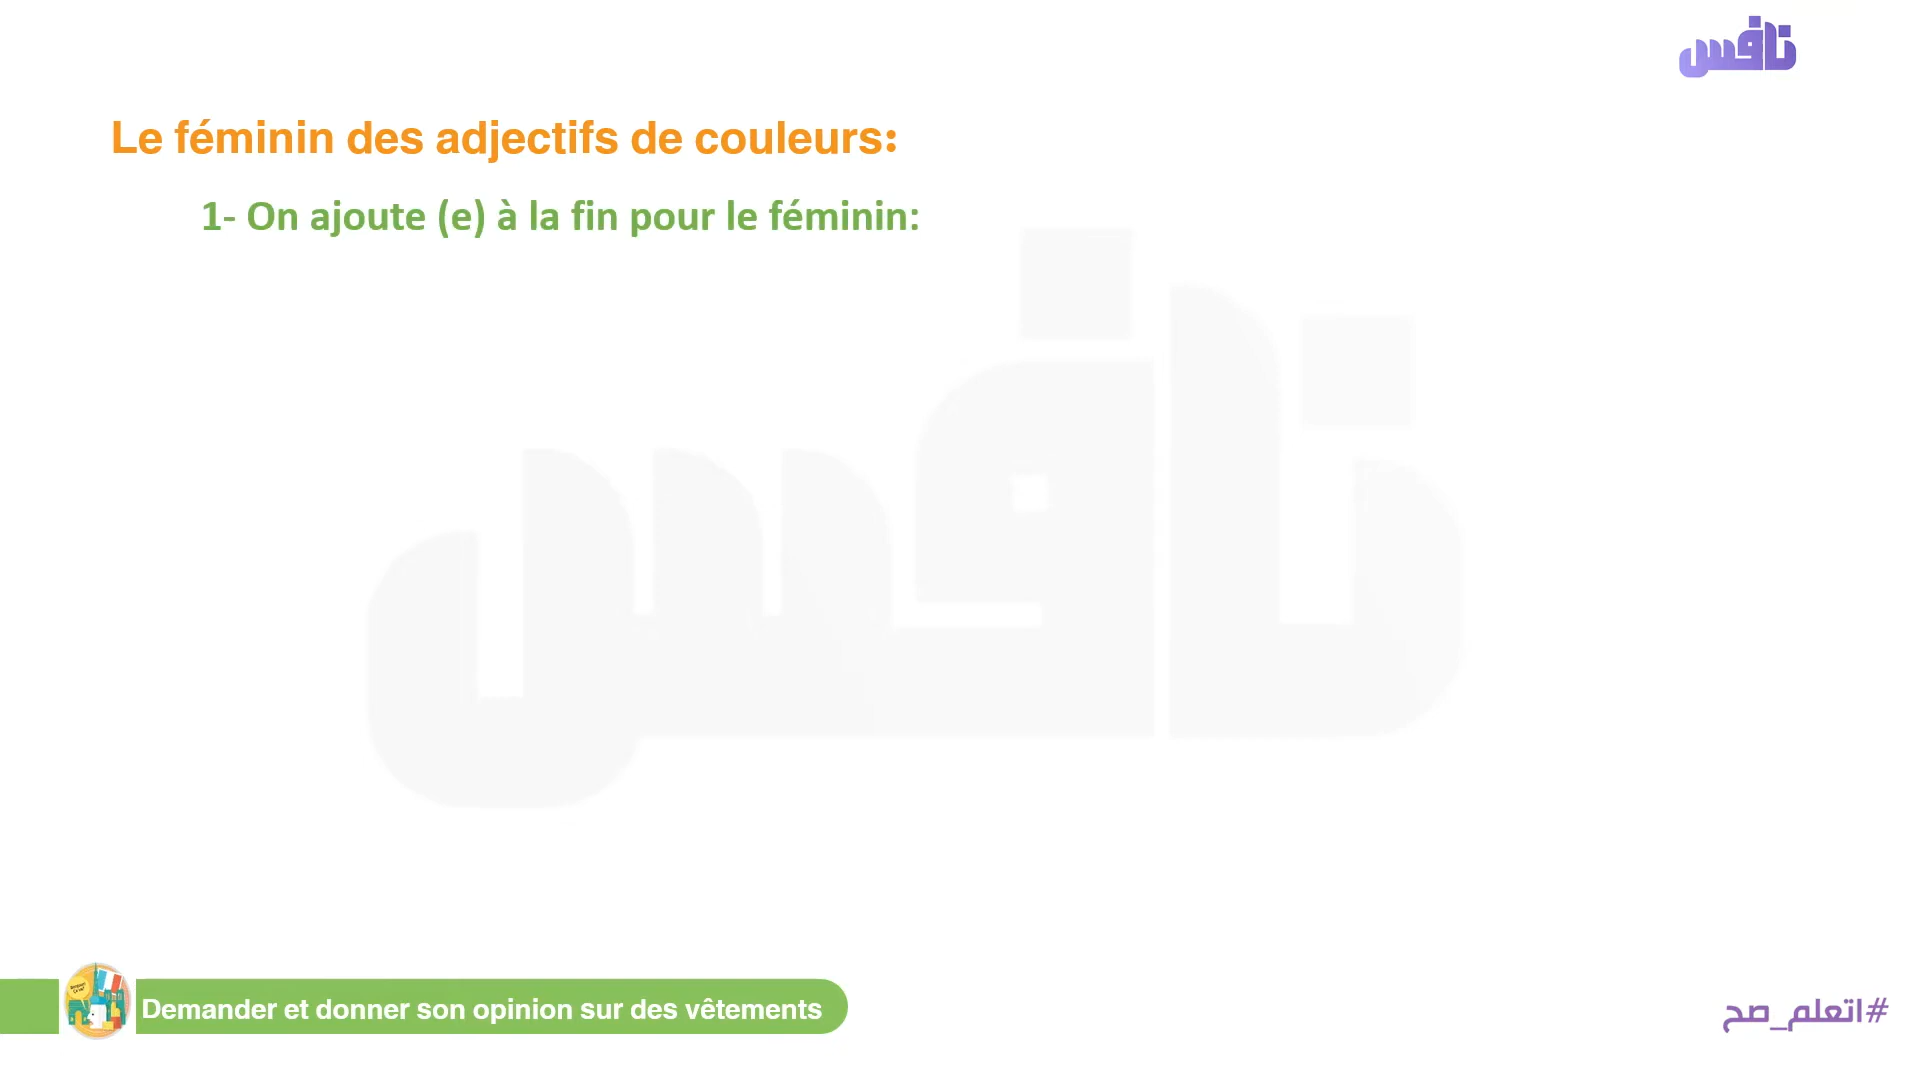 نافس
Le féminin des adjectifs de couleurs:
1- On ajoute (e) à la fin pour le féminin:
نافس
Demander et donner son opinion sur des vêtements
#اتعلم_صح